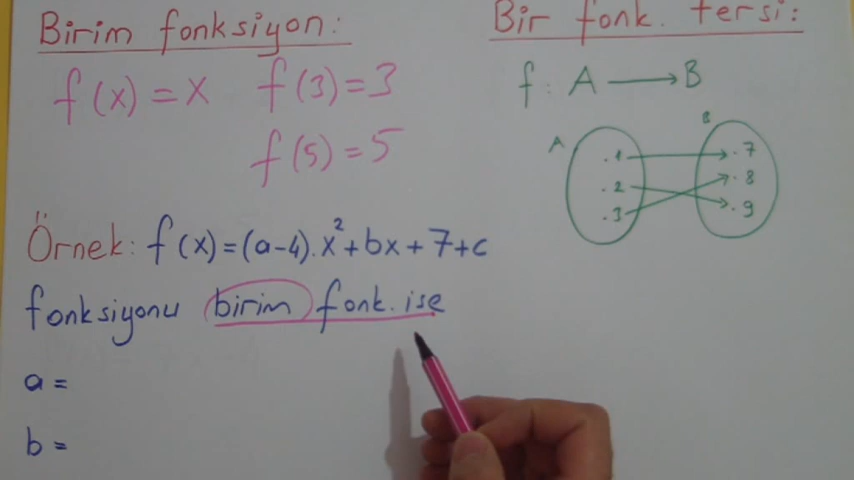 Birim fonksiyon:
f(x) = x f(3)=3
f(5)=5
Örnek: f(x)=(a-4).x²+bx+7+c
fonksiyonu birim fonk. ise
a =
b =
Bir fonk. tersi:
f: A → B
A B
.1 .7
.2 .8
.3 .9